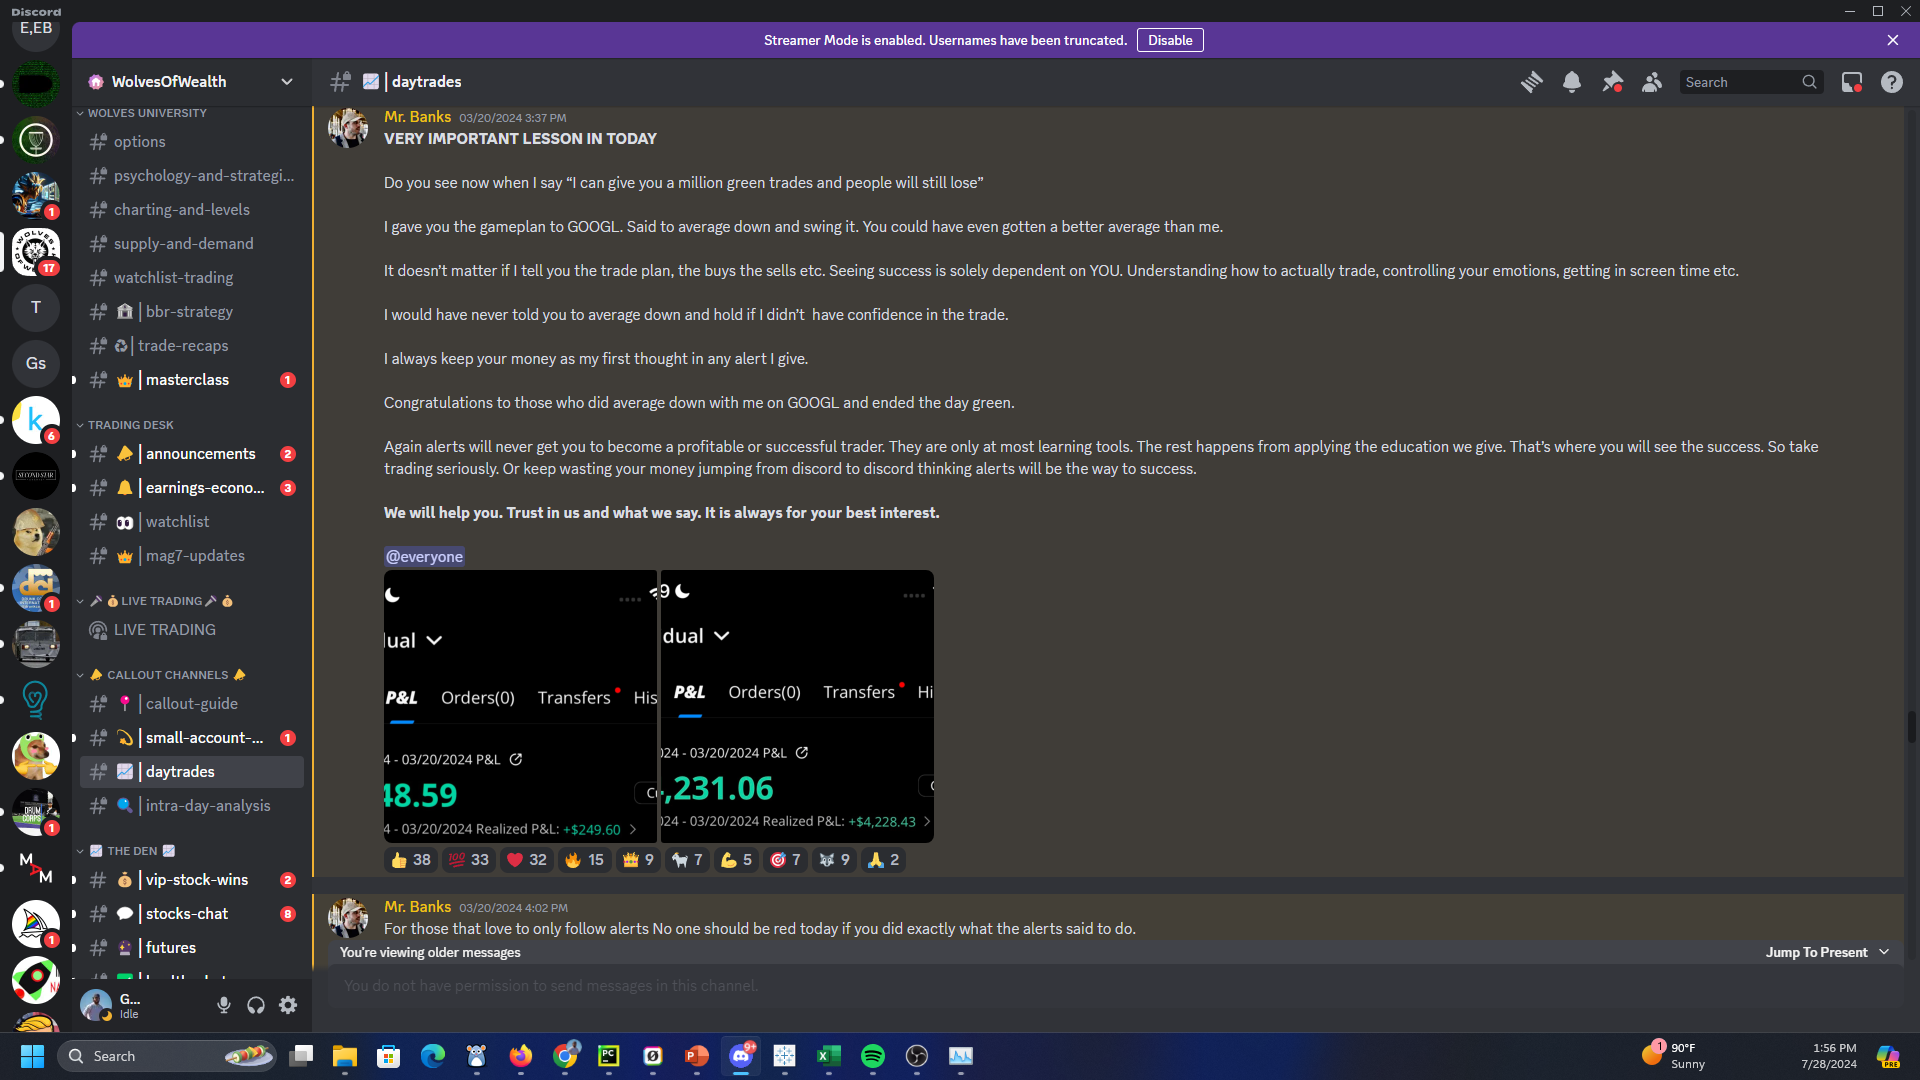 Discord
E,EB
Streamer Mode is enabled. Usernames have been truncated.
Disable
WolvesOfWealth
| daytrades
Search
WOLVES UNIVERSITY
options
psychology-and-strategi...
charting-and-levels
supply-and-demand
watchlist-trading
| bbr-strategy
| trade-recaps
| masterclass
1
TRADING DESK
| announcements
2
| earnings-econo...
3
| watchlist
| mag7-updates
LIVE TRADING
LIVE TRADING
CALLOUT CHANNELS
| callout-guide
| small-account-...
1
| daytrades
| intra-day-analysis
THE DEN
| vip-stock-wins
2
| stocks-chat
8
| futures
1
WOLVES
17
T
Gs
k
6
SECOND STAR
dci
1
DRUM
CORPS
1
M
A
M
1
G...
Idle
Mr. Banks 03/20/2024 3:37 PM
VERY IMPORTANT LESSON IN TODAY
Do you see now when I say “I can give you a million green trades and people will still lose”
I gave you the gameplan to GOOGL. Said to average down and swing it. You could have even gotten a better average than me.
It doesn’t matter if I tell you the trade plan, the buys the sells etc. Seeing success is solely dependent on YOU. Understanding how to actually trade, controlling your emotions, getting in screen time etc.
I would have never told you to average down and hold if I didn’t  have confidence in the trade.
I always keep your money as my first thought in any alert I give.
Congratulations to those who did average down with me on GOOGL and ended the day green.
Again alerts will never get you to become a profitable or successful trader. They are only at most learning tools. The rest happens from applying the education we give. That’s where you will see the success. So take
trading seriously. Or keep wasting your money jumping from discord to discord thinking alerts will be the way to success.
We will help you. Trust in us and what we say. It is always for your best interest.
@everyone
dual
P&L Orders(0) Transfers His
4 - 03/20/2024 P&L
48.59
4 - 03/20/2024 Realized P&L: +$249.60
9
dual
P&L Orders(0) Transfers Hi
024 - 03/20/2024 P&L
,231.06
024 - 03/20/2024 Realized P&L: +$4,228.43
38 33 32 15 9 7 5 7 9 2
Mr. Banks 03/20/2024 4:02 PM
For those that love to only follow alerts No one should be red today if you did exactly what the alerts said to do.
You're viewing older messages
Jump To Present
You do not have permission to send messages in this channel.
Search
PC
9+
1
90°F
Sunny
1:56 PM
7/28/2024
PRE